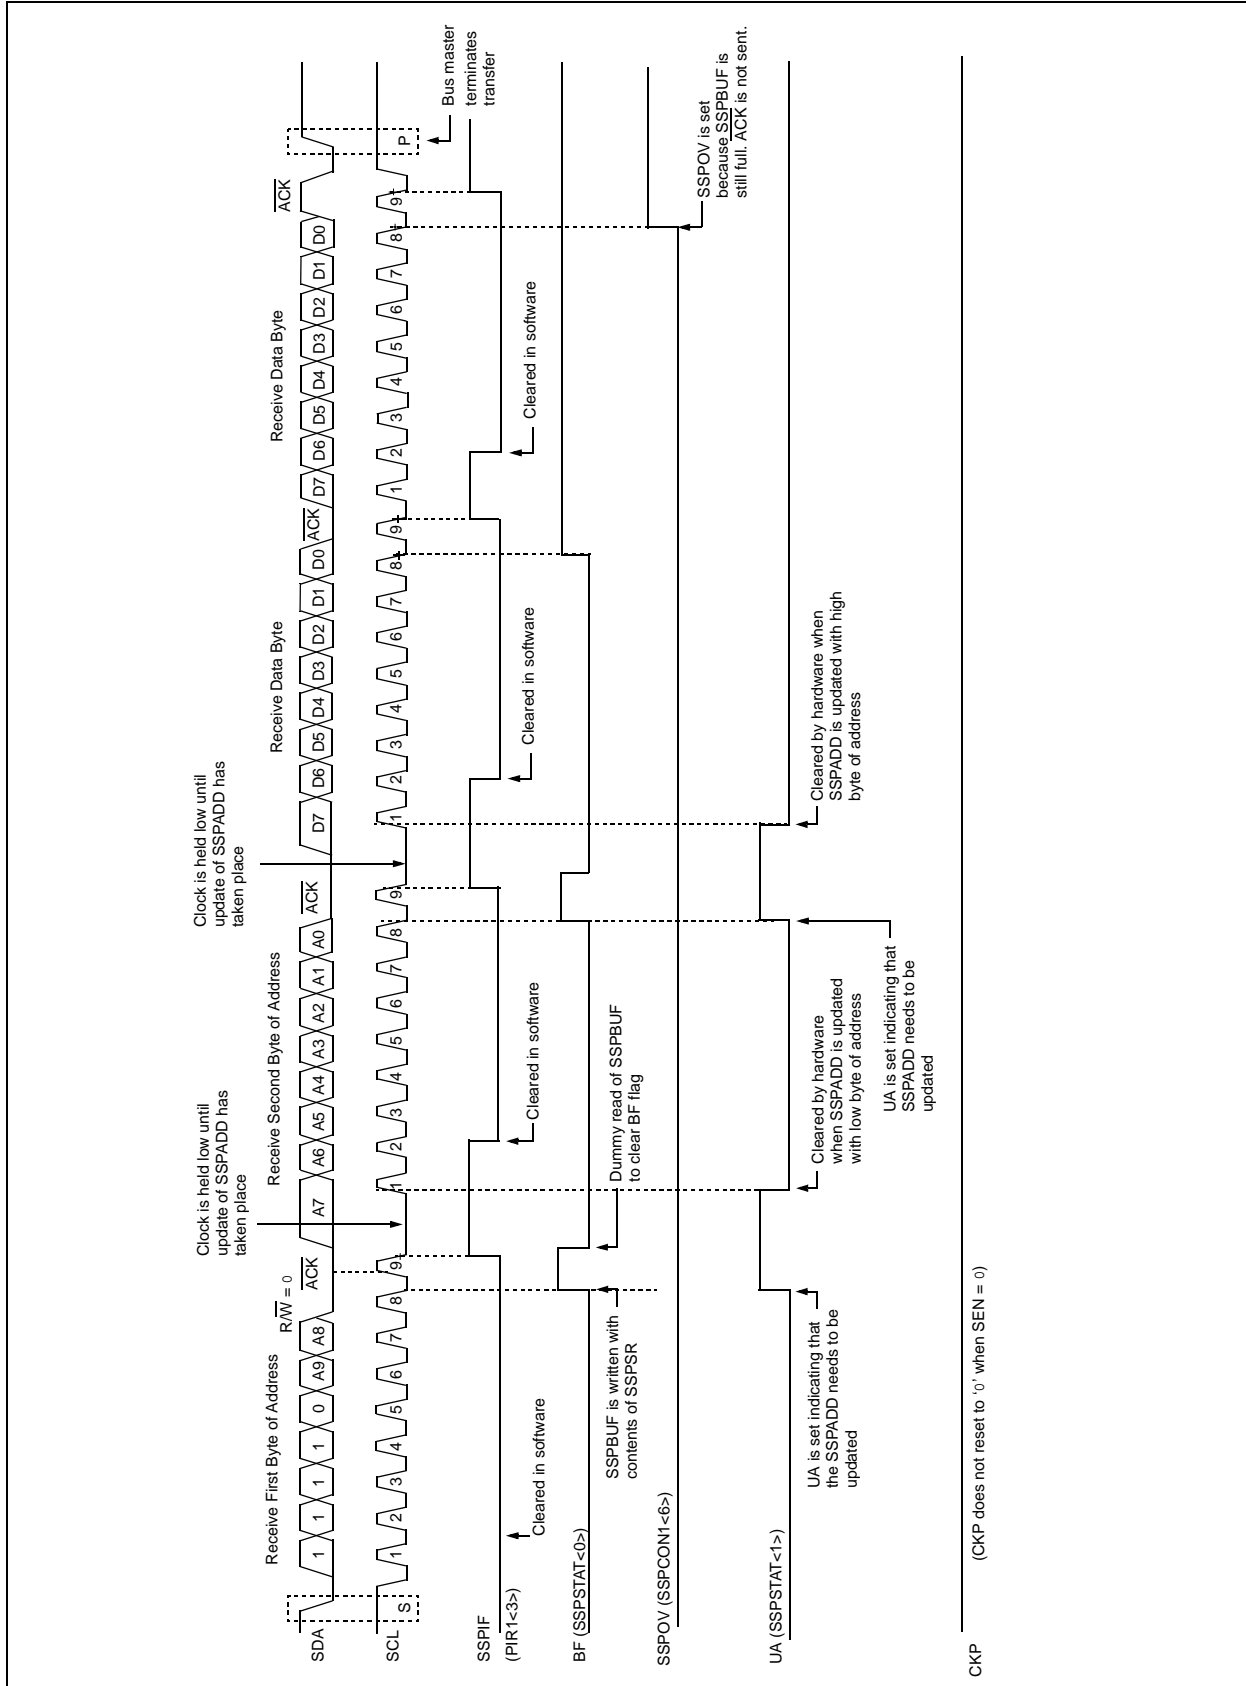 Receive First Byte of Address
R/W = 0
ACK
Clock is held low until
update of SSPADD has
taken place
Receive Second Byte of Address
ACK
Clock is held low until
update of SSPADD has
taken place
Receive Data Byte
ACK
Receive Data Byte
ACK
SDA
1 1 1 1 0 A9 A8
A7 A6 A5 A4 A3 A2 A1 A0
D7 D6 D5 D4 D3 D2 D1 D0
D7 D6 D5 D4 D3 D2 D1 D0
SCL
S
1 2 3 4 5 6 7 8 9
1 2 3 4 5 6 7 8 9
1 2 3 4 5 6 7 8 9
1 2 3 4 5 6 7 8 9
P
Bus master
terminates
transfer
SSPIF
(PIR1<3>)
Cleared in software
Cleared in software
Cleared in software
Cleared in software
BF (SSPSTAT<0>)
SSPBUF is written with
contents of SSPSR
Dummy read of SSPBUF
to clear BF flag
SSPOV (SSPCON1<6>)
SSPOV is set
because SSPBUF is
still full. ACK is not sent.
UA (SSPSTAT<1>)
UA is set indicating that
the SSPADD needs to be
updated
Cleared by hardware
when SSPADD is updated
with low byte of address
UA is set indicating that
SSPADD needs to be
updated
Cleared by hardware when
SSPADD is updated with high
byte of address
CKP
(CKP does not reset to ‘0’ when SEN = 0)